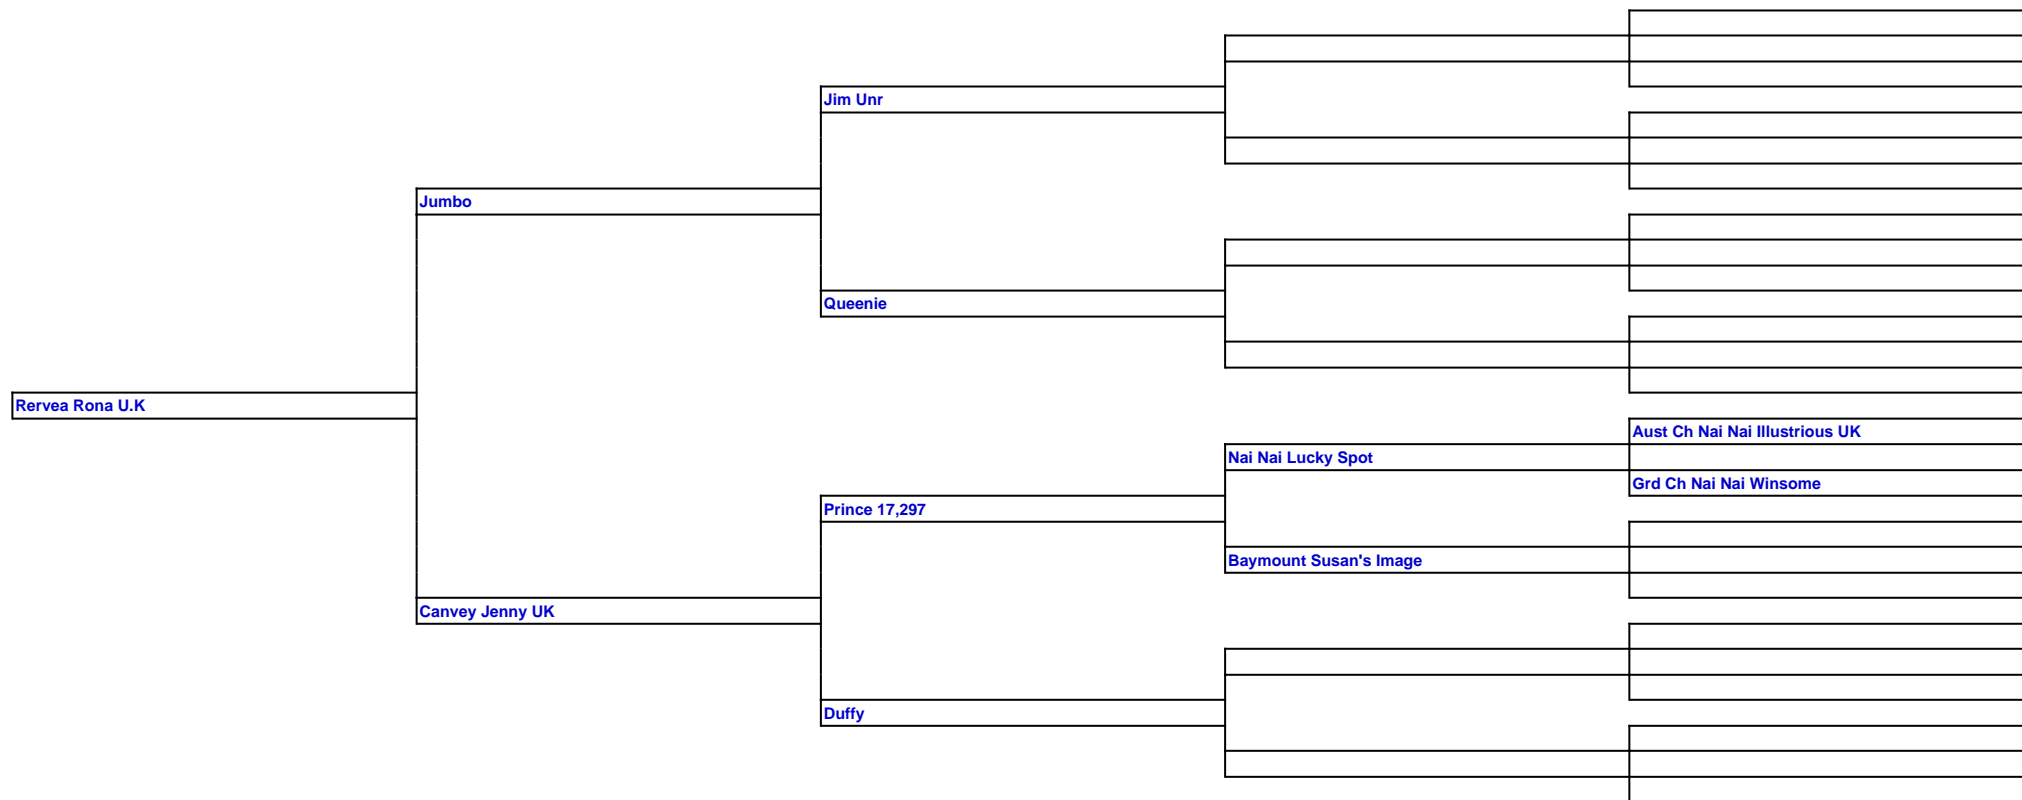 Jim Unr
Jumbo
Queenie
Rervea Rona U.K
Aust Ch Nai Nai Illustrious UK
Nai Nai Lucky Spot
Grd Ch Nai Nai Winsome
Prince 17,297
Baymount Susan's Image
Canvey Jenny UK
Duffy